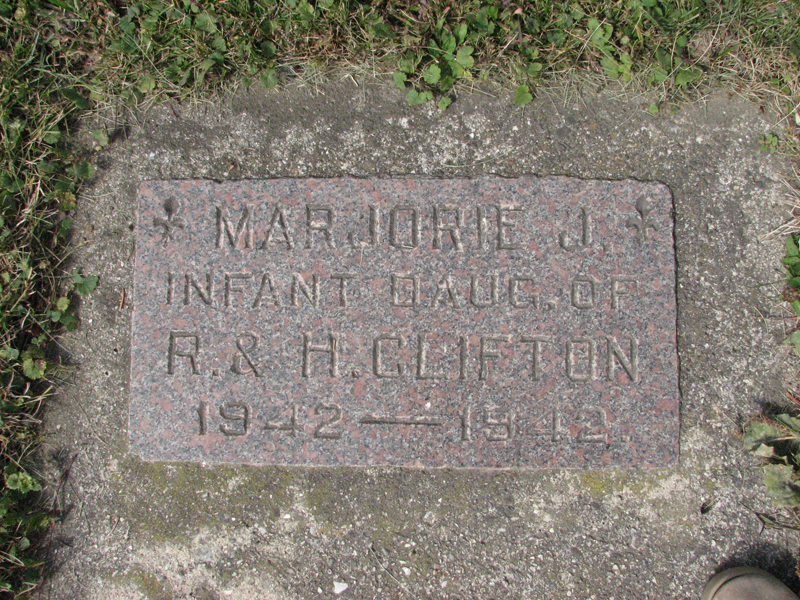 MARJORIE J.
INFANT DAUG. OF
R. & H. CLIFTON
1942 — 1942.